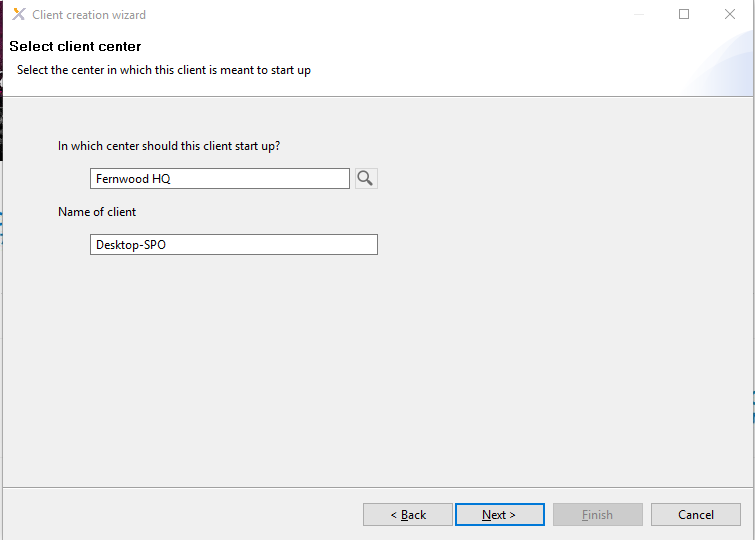 Client creation wizard
Select client center
Select the center in which this client is meant to start up
In which center should this client start up?
Fernwood HQ
Name of client
Desktop-SPO
< Back Next > Finish Cancel